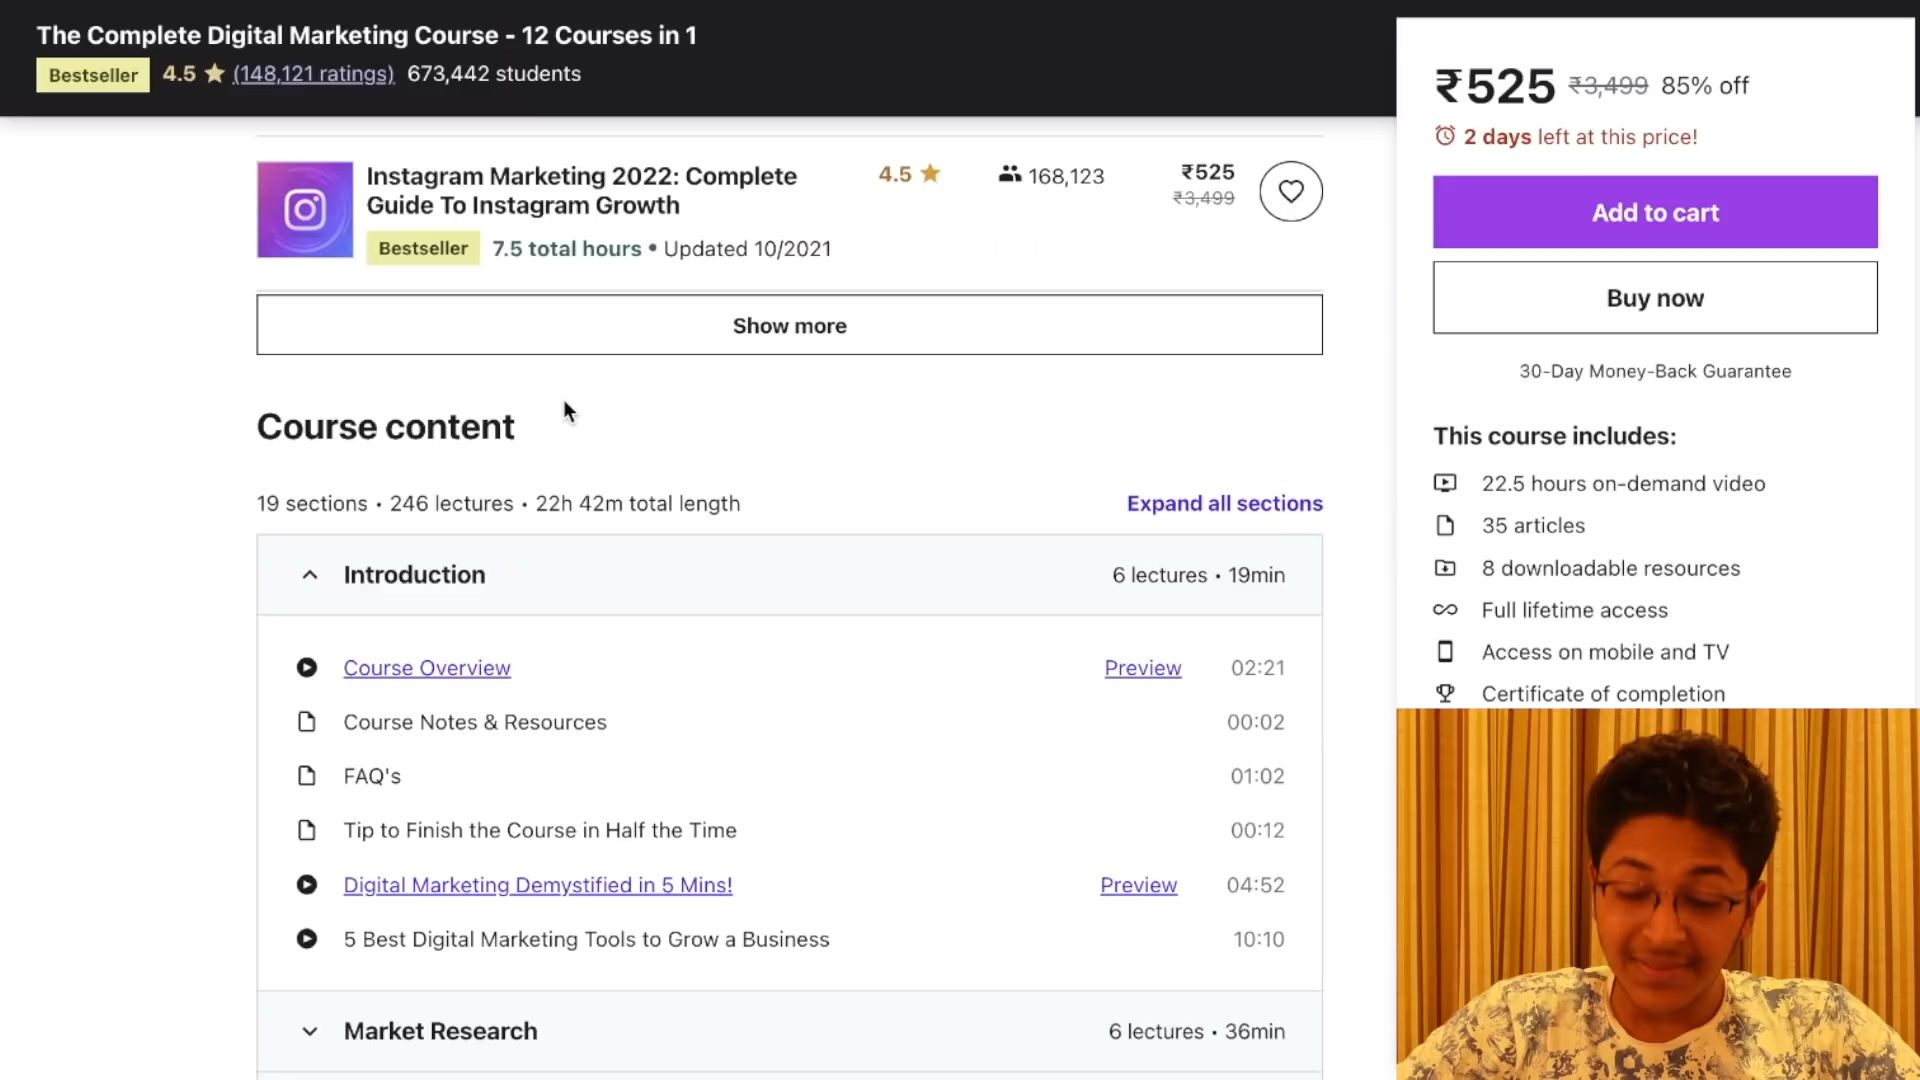 The Complete Digital Marketing Course - 12 Courses in 1
Bestseller 4.5 (148,121 ratings) 673,442 students
Instagram Marketing 2022: Complete
Guide To Instagram Growth
4.5 168,123 ₹525
₹3,499
Bestseller 7.5 total hours • Updated 10/2021
Show more
Course content
19 sections • 246 lectures • 22h 42m total length Expand all sections
Introduction 6 lectures • 19min
Course Overview Preview 02:21
Course Notes & Resources 00:02
FAQ's 01:02
Tip to Finish the Course in Half the Time 00:12
Digital Marketing Demystified in 5 Mins! Preview 04:52
5 Best Digital Marketing Tools to Grow a Business 10:10
Market Research 6 lectures • 36min
₹525 ₹3,499 85% off
2 days left at this price!
Add to cart
Buy now
30-Day Money-Back Guarantee
This course includes:
22.5 hours on-demand video
35 articles
8 downloadable resources
Full lifetime access
Access on mobile and TV
Certificate of completion